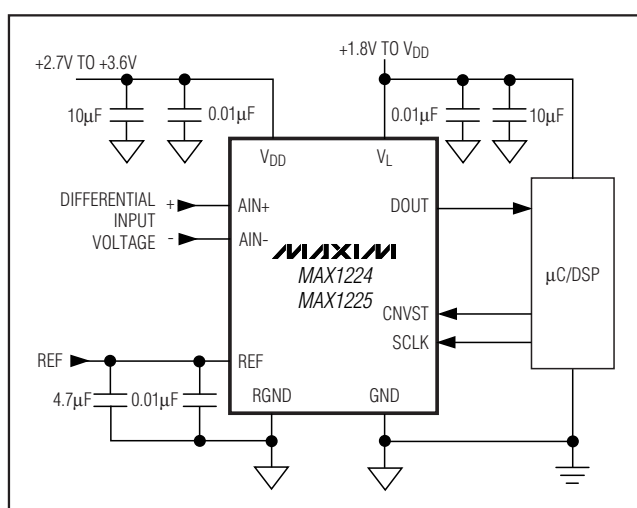 +2.7V TO +3.6V
+1.8V TO VDD
10µF
0.01µF
0.01µF
10µF
VDD
VL
DIFFERENTIAL
INPUT
VOLTAGE
+
-
AIN+
AIN-
DOUT
MAXIM
MAX1224
MAX1225
µC/DSP
CNVST
SCLK
REF
REF
4.7µF
0.01µF
RGND
GND